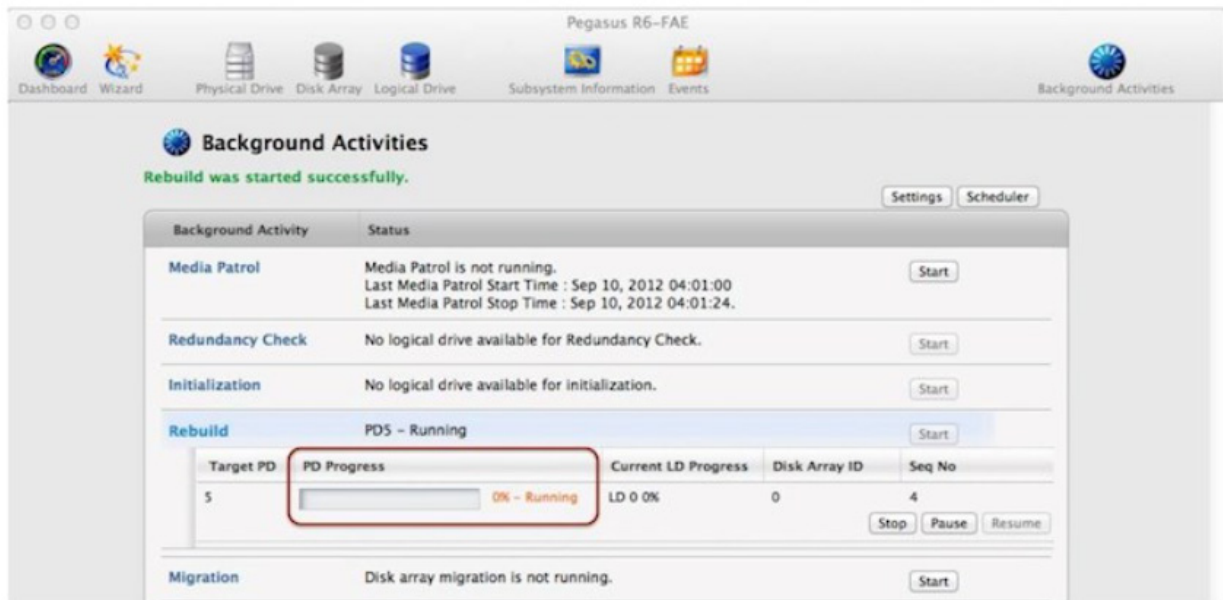 Pegasus R6-FAE
Dashboard Wizard Physical Drive Disk Array Logical Drive Subsystem Information Events Background Activities
Background Activities
Rebuild was started successfully.
Settings Scheduler
Background Activity Status
Media Patrol Media Patrol is not running. Start
Last Media Patrol Start Time : Sep 10, 2012 04:01:00
Last Media Patrol Stop Time : Sep 10, 2012 04:01:24.
Redundancy Check No logical drive available for Redundancy Check. Start
Initialization No logical drive available for initialization. Start
Rebuild PD5 – Running Start
Target PD PD Progress Current LD Progress Disk Array ID Seq No
5 0% – Running LD 0 0% 0 4
Stop Pause Resume
Migration Disk array migration is not running. Start